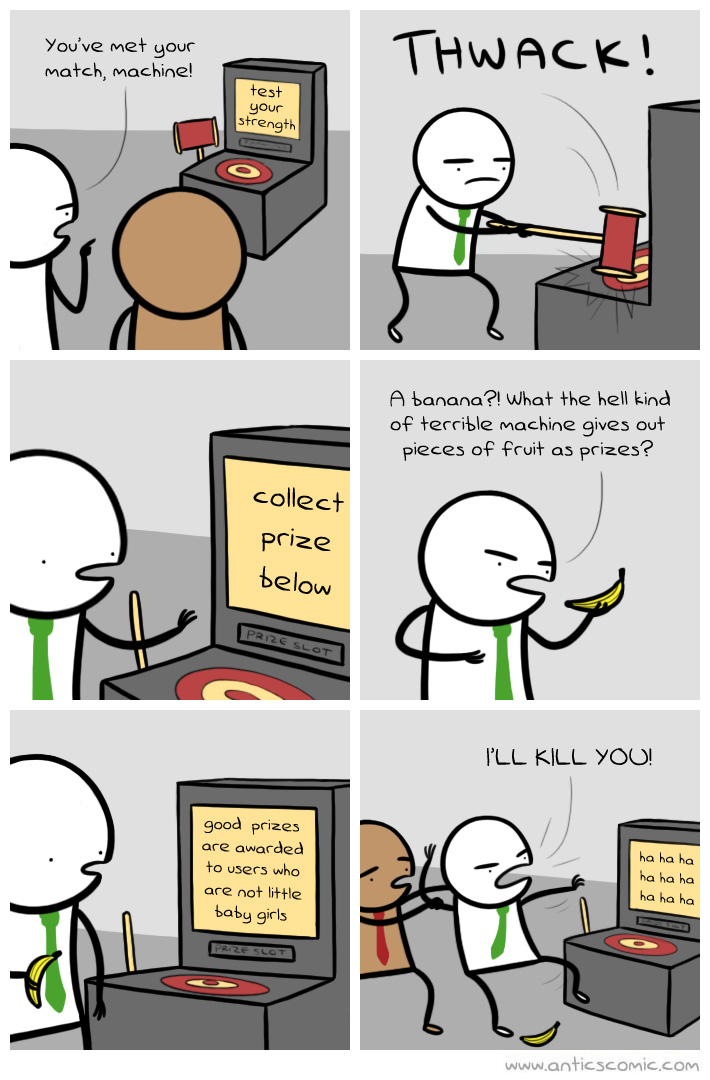 You've met your
match, machine!
test
your
strength
THWACK!
collect
prize
below
PRIZE SLOT
A banana?! What the hell kind
of terrible machine gives out
pieces of fruit as prizes?
good prizes
are awarded
to users who
are not little
baby girls
PRIZE SLOT
I'LL KILL YOU!
ha ha ha
ha ha ha
ha ha ha
www.anticscomic.com